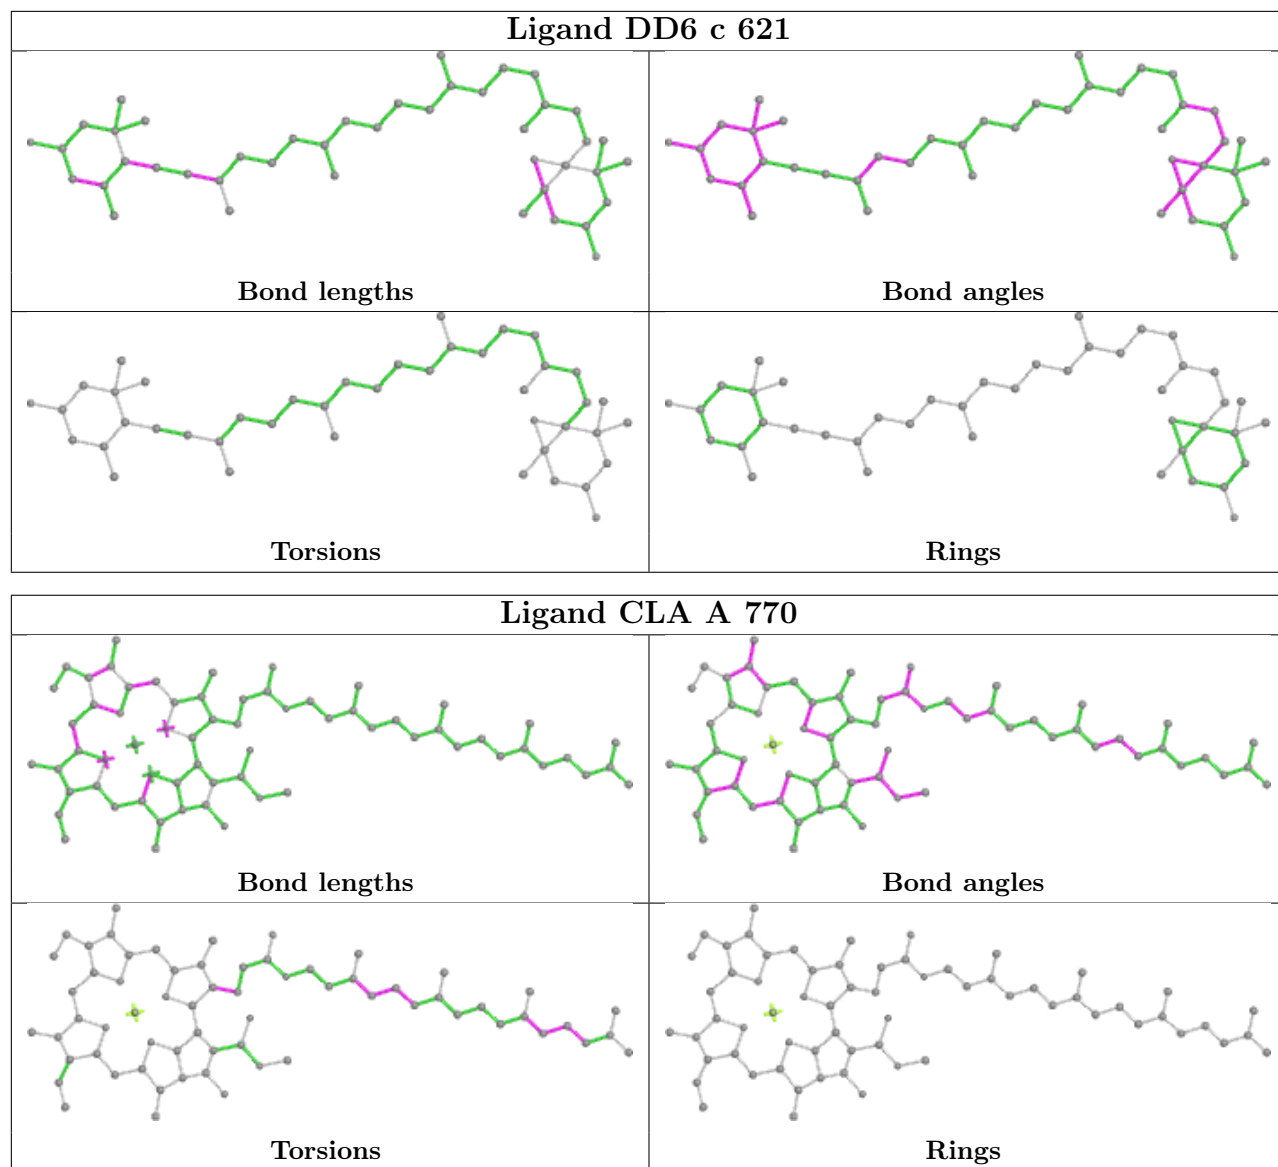 Ligand DD6 c 621
Bond lengths
Bond angles
Torsions
Rings
Ligand CLA A 770
Bond lengths
Bond angles
Torsions
Rings